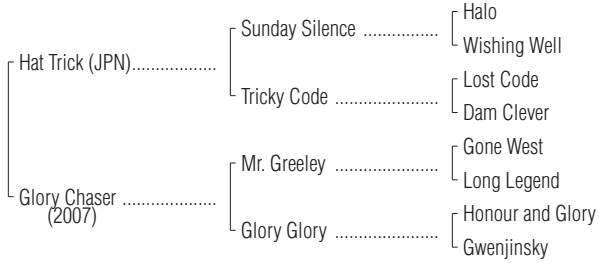 Halo
Sunday Silence ................
Wishing Well
Hat Trick (JPN)..................
Lost Code
Tricky Code ......................
Dam Clever
Gone West
Mr. Greeley ......................
Long Legend
Glory Chaser ....................
(2007)
Honour and Glory
Glory Glory ......................
Gwenjinsky